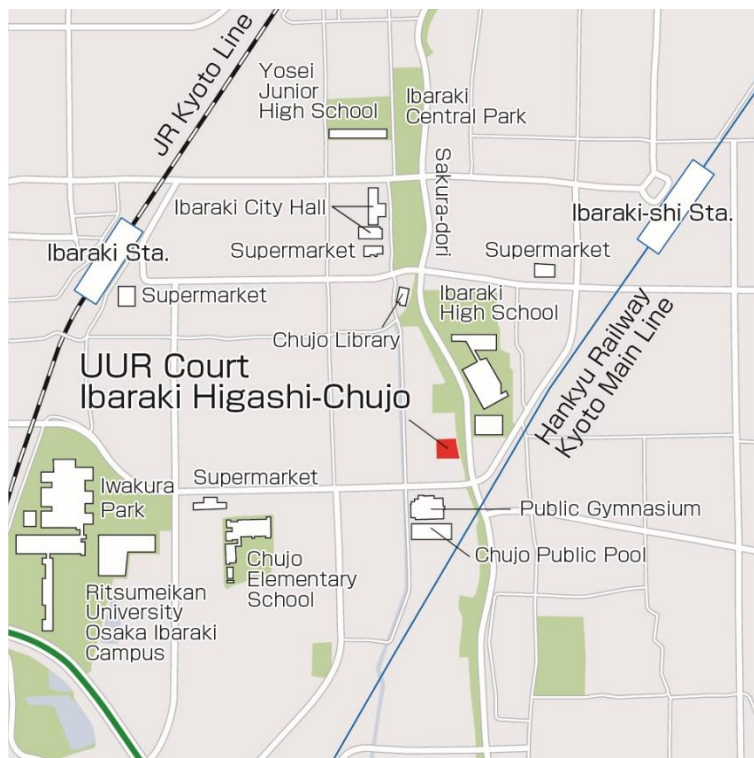 JR Kyoto Line
Yosei
Junior
High School
Ibaraki
Central Park
Sakura-dori
Ibaraki City Hall
Supermarket
Ibaraki Sta.
Supermarket
Ibaraki-shi Sta.
Supermarket
Ibaraki
High School
Chujo Library
UUR Court
Ibaraki Higashi-Chujo
Hankyu Railway
Kyoto Main Line
Supermarket
Iwakura
Park
Public Gymnasium
Chujo Public Pool
Chujo
Elementary
School
Ritsumeikan
University
Osaka Ibaraki
Campus